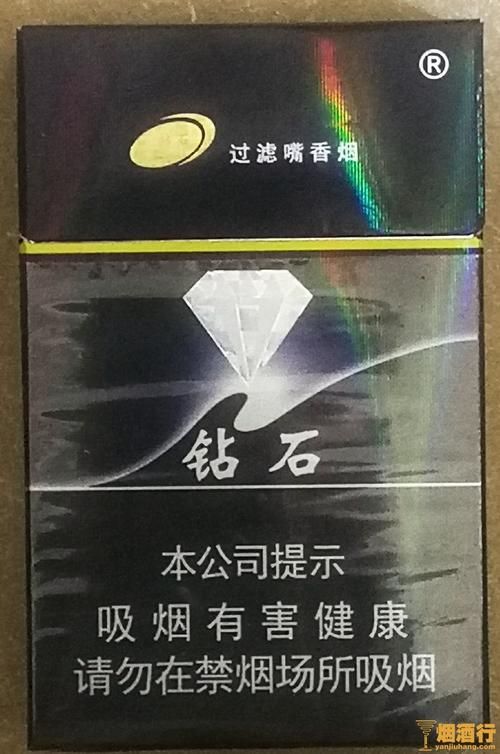 ®
过滤嘴香烟
钻石
本公司提示
吸烟有害健康
请勿在禁烟场所吸烟
烟酒行
yanjiuhang.com